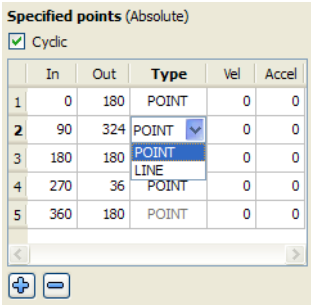 Specified points (Absolute)
Cyclic
In Out Type Vel Accel
1 0 180 POINT 0 0
2 90 324 POINT 0 0
3 180 180 POINT 0
LINE
4 270 36 POINT 0 0
5 360 180 POINT 0 0